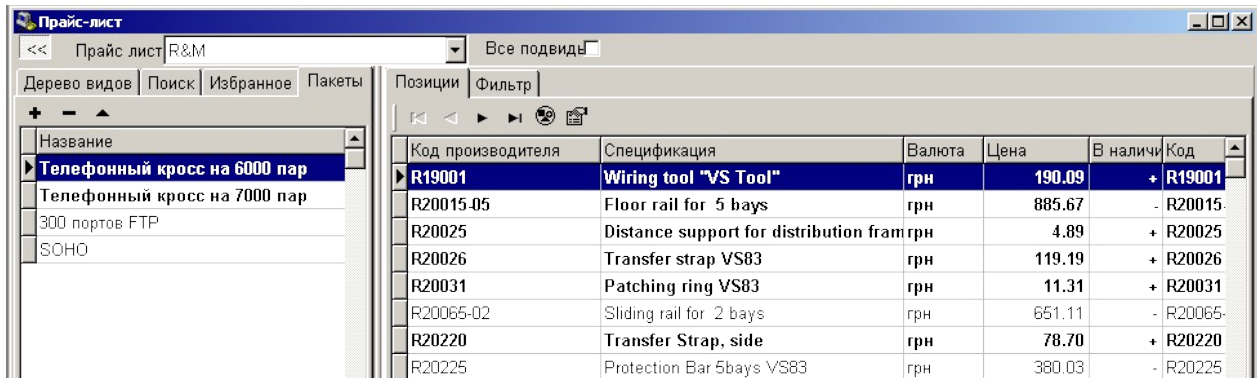 Прайс-лист
<< Прайс лист R&M Все подвиды
Дерево видов Поиск Избранное Пакеты
Название
Телефонный кросс на 6000 пар
Телефонный кросс на 7000 пар
300 портов FTP
SOHO
Позиции Фильтр
Код производителя Спецификация Валюта Цена В наличи Код
R19001 Wiring tool "VS Tool" грн 190.09 + R19001
R20015-05 Floor rail for 5 bays грн 885.67 - R20015-
R20025 Distance support for distribution fram грн 4.89 + R20025
R20026 Transfer strap VS83 грн 119.19 + R20026
R20031 Patching ring VS83 грн 11.31 + R20031
R20065-02 Sliding rail for 2 bays грн 651.11 - R20065-
R20220 Transfer Strap, side грн 78.70 + R20220
R20225 Protection Bar 5bays VS83 грн 380.03 - R20225